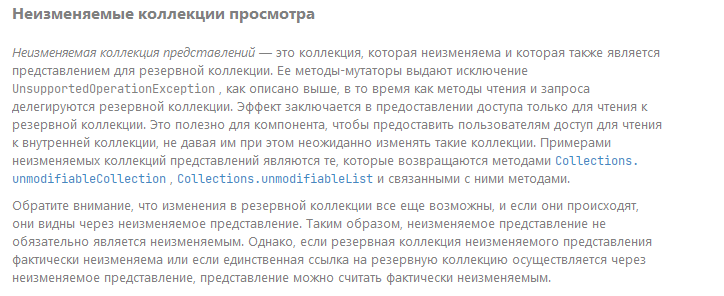 Неизменяемые коллекции просмотра
Неизменяемая коллекция представлений — это коллекция, которая неизменяема и которая также является
представлением для резервной коллекции. Ее методы-мутаторы выдают исключение
UnsupportedOperationException , как описано выше, в то время как методы чтения и запроса
делегируются резервной коллекции. Эффект заключается в предоставлении доступа только для чтения к
резервной коллекции. Это полезно для компонента, чтобы предоставить пользователям доступ для чтения
к внутренней коллекции, не давая им при этом неожиданно изменять такие коллекции. Примерами
неизменяемых коллекций представлений являются те, которые возвращаются методами Collections.
unmodifiableCollection , Collections.unmodifiableList и связанными с ними методами.
Обратите внимание, что изменения в резервной коллекции все еще возможны, и если они происходят,
они видны через неизменяемое представление. Таким образом, неизменяемое представление не
обязательно является неизменяемым. Однако, если резервная коллекция неизменяемого представления
фактически неизменяема или если единственная ссылка на резервную коллекцию осуществляется через
неизменяемое представление, представление можно считать фактически неизменяемым.